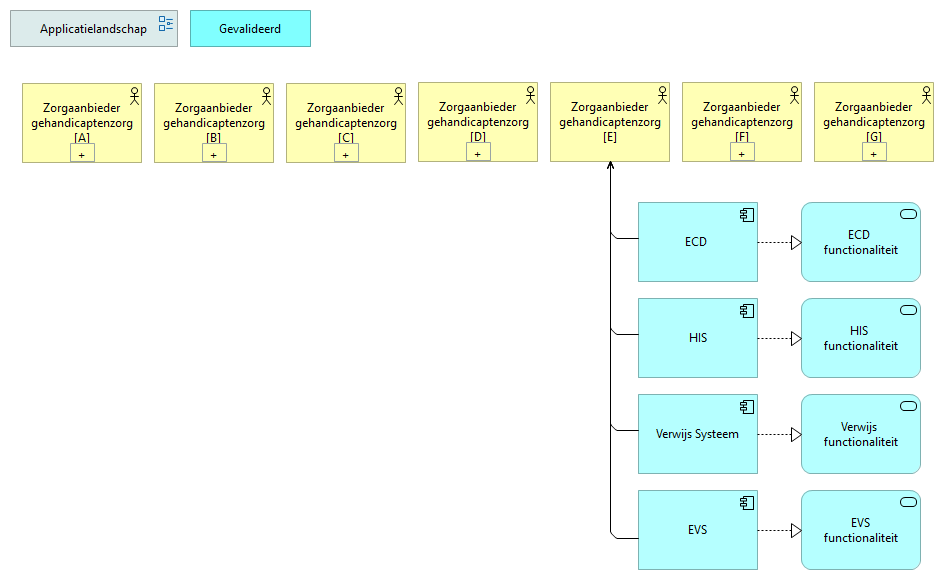 Applicatielandschap
Gevalideerd
Zorgaanbieder
gehandicaptenzorg
[A]
+
Zorgaanbieder
gehandicaptenzorg
[B]
+
Zorgaanbieder
gehandicaptenzorg
[C]
+
Zorgaanbieder
gehandicaptenzorg
[D]
+
Zorgaanbieder
gehandicaptenzorg
[E]
Zorgaanbieder
gehandicaptenzorg
[F]
+
Zorgaanbieder
gehandicaptenzorg
[G]
+
ECD
ECD
functionaliteit
HIS
HIS
functionaliteit
Verwijs Systeem
Verwijs
functionaliteit
EVS
EVS
functionaliteit